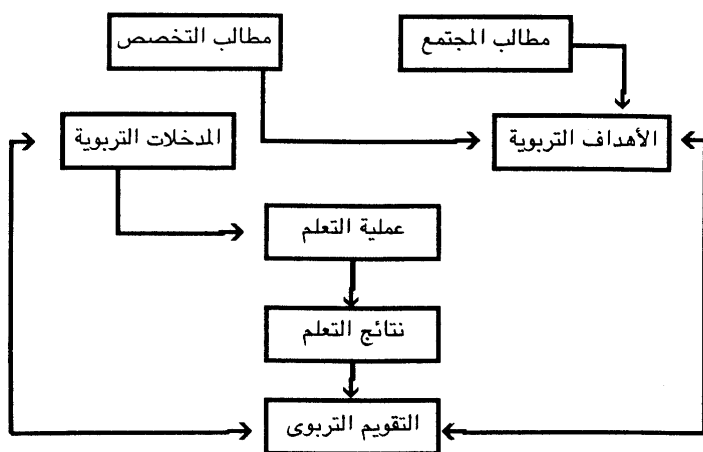 مطالب المجتمع
مطالب التخصص
الأهداف التربوية
المدخلات التربوية
عملية التعلم
نتائج التعلم
التقويم التربوى